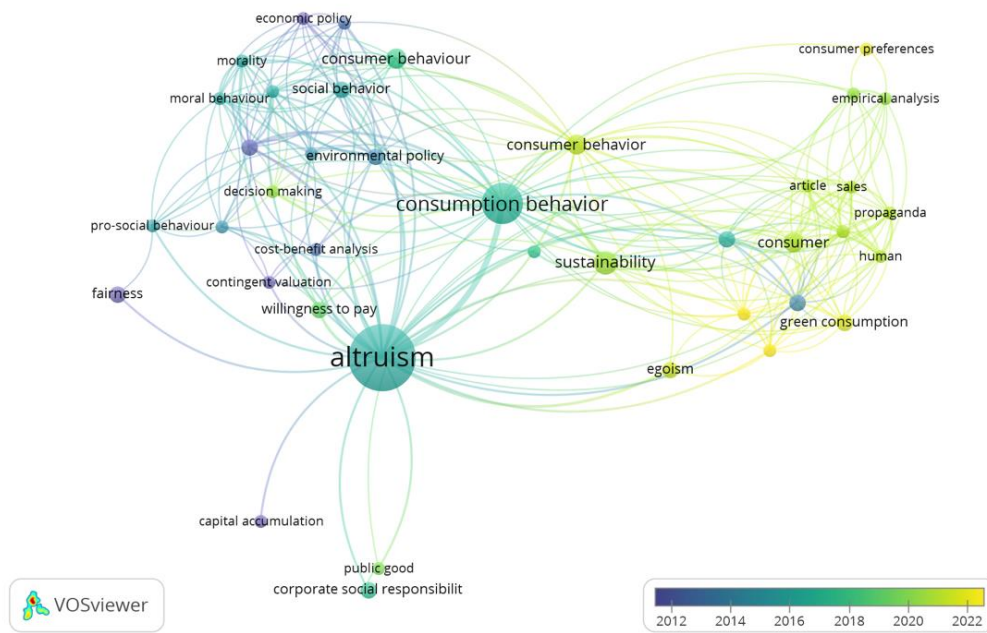 economic policy
consumer preferences
morality
consumer behaviour
moral behaviour
social behavior
empirical analysis
consumer behavior
environmental policy
decision making
article
sales
consumption behavior
propaganda
pro-social behaviour
cost-benefit analysis
consumer
human
sustainability
contingent valuation
fairness
willingness to pay
green consumption
altruism
egoism
capital accumulation
public good
corporate social responsibilit
VOSviewer
2012 2014 2016 2018 2020 2022